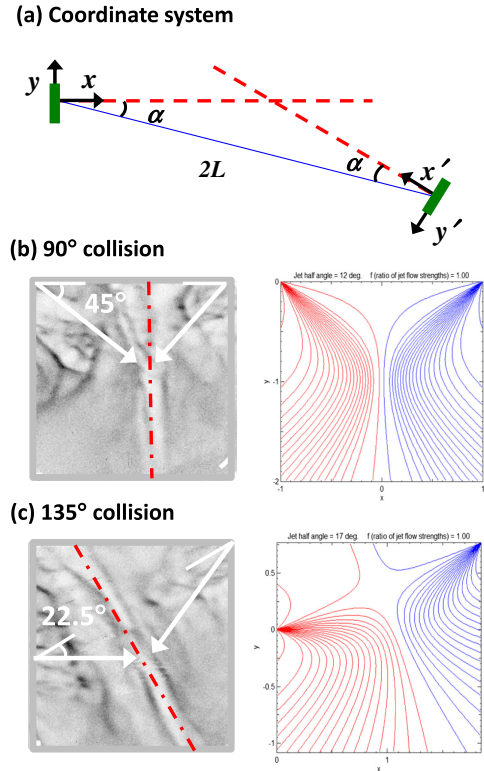 (a) Coordinate system
y
x
α
2L
α
x′
y′
(b) 90° collision
45°
Jet half angle = 12 deg. f (ratio of jet flow strengths) = 1.00
0
-1
-2
y
-1
0
1
x
(c) 135° collision
22.5°
Jet half angle = 17 deg. f (ratio of jet flow strengths) = 1.00
0.5
0
-0.5
-1
y
0
1
x